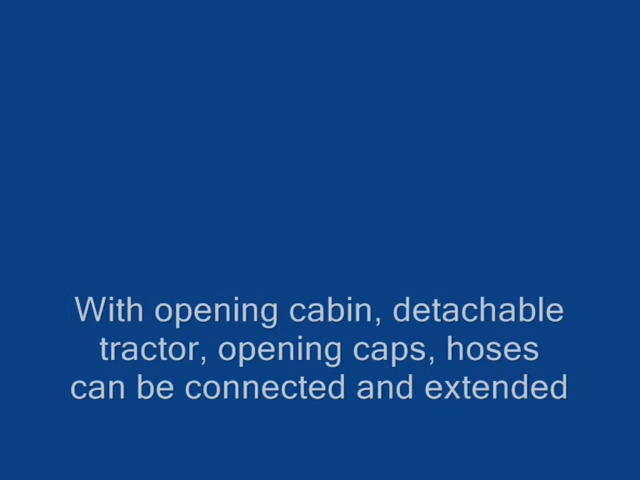 With opening cabin, detachable
tractor, opening caps, hoses
can be connected and extended